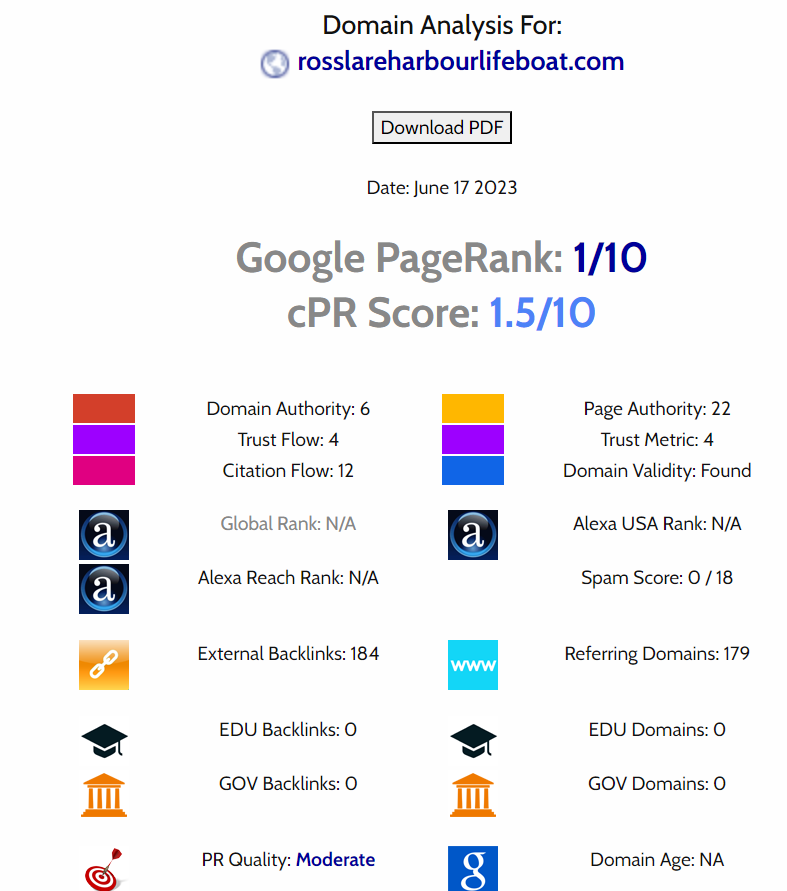 Domain Analysis For:
rosslareharbourlifeboat.com
Download PDF
Date: June 17 2023
Google PageRank: 1/10
cPR Score: 1.5/10
Domain Authority: 6 Page Authority: 22
Trust Flow: 4 Trust Metric: 4
Citation Flow: 12 Domain Validity: Found
a Global Rank: N/A a Alexa USA Rank: N/A
a Alexa Reach Rank: N/A Spam Score: 0 / 18
External Backlinks: 184 www Referring Domains: 179
EDU Backlinks: 0 EDU Domains: 0
GOV Backlinks: 0 GOV Domains: 0
PR Quality: Moderate g Domain Age: NA